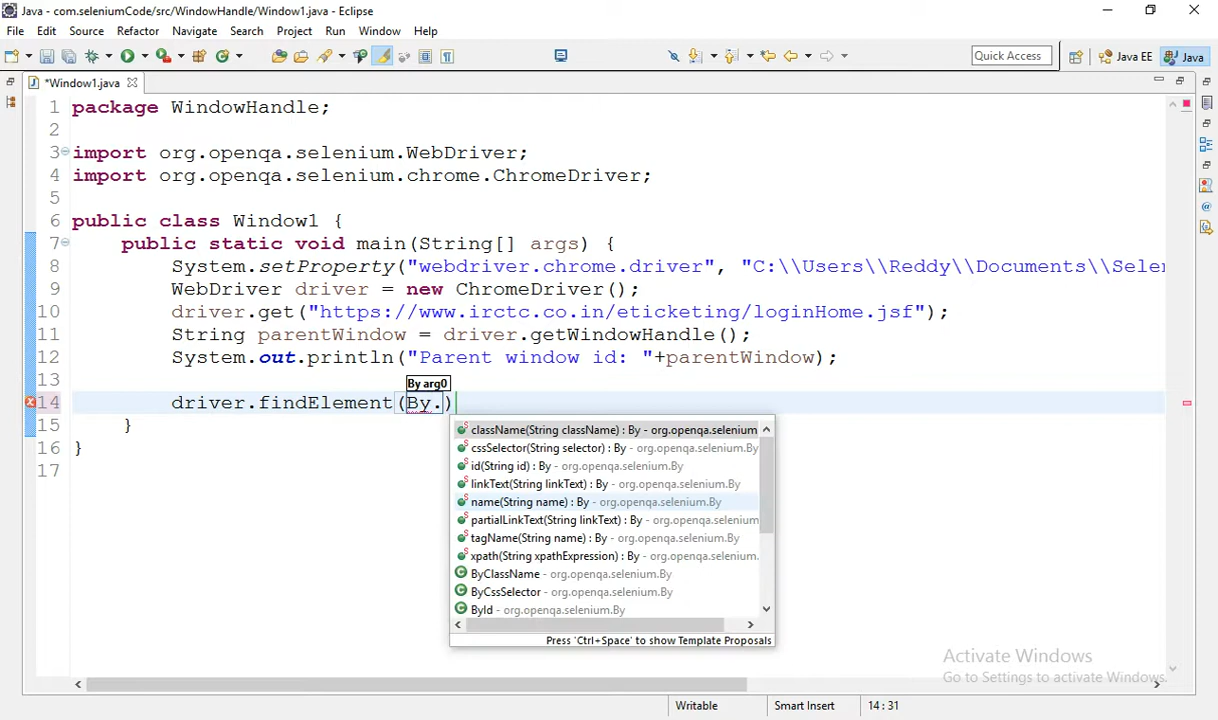 Java - com.seleniumCode/src/WindowHandle/Window1.java - Eclipse
File Edit Source Refactor Navigate Search Project Run Window Help
Quick Access Java EE Java
*Window1.java
1 package WindowHandle;
2
3 import org.openqa.selenium.WebDriver;
4 import org.openqa.selenium.chrome.ChromeDriver;
5
6 public class Window1 {
7 public static void main(String[] args) {
8 System.setProperty("webdriver.chrome.driver", "C:\\Users\\Reddy\\Documents\\Seler
9 WebDriver driver = new ChromeDriver();
10 driver.get("https://www.irctc.co.in/eticketing/loginHome.jsf");
11 String parentWindow = driver.getWindowHandle();
12 System.out.println("Parent window id: "+parentWindow);
13
By arg0
14 driver.findElement(By.)
15 }
16 }
17
className(String className) : By - org.openqa.selenium
cssSelector(String selector) : By - org.openqa.selenium.By
id(String id) : By - org.openqa.selenium.By
linkText(String linkText) : By - org.openqa.selenium.By
name(String name) : By - org.openqa.selenium.By
partialLinkText(String linkText) : By - org.openqa.selenium
tagName(String name) : By - org.openqa.selenium.By
xpath(String xpathExpression) : By - org.openqa.selenium.
ByClassName - org.openqa.selenium.By
ByCssSelector - org.openqa.selenium.By
ById - org.openqa.selenium.By
Press 'Ctrl+Space' to show Template Proposals
Activate Windows
Go to Settings to activate Windows.
Writable Smart Insert 14 : 31